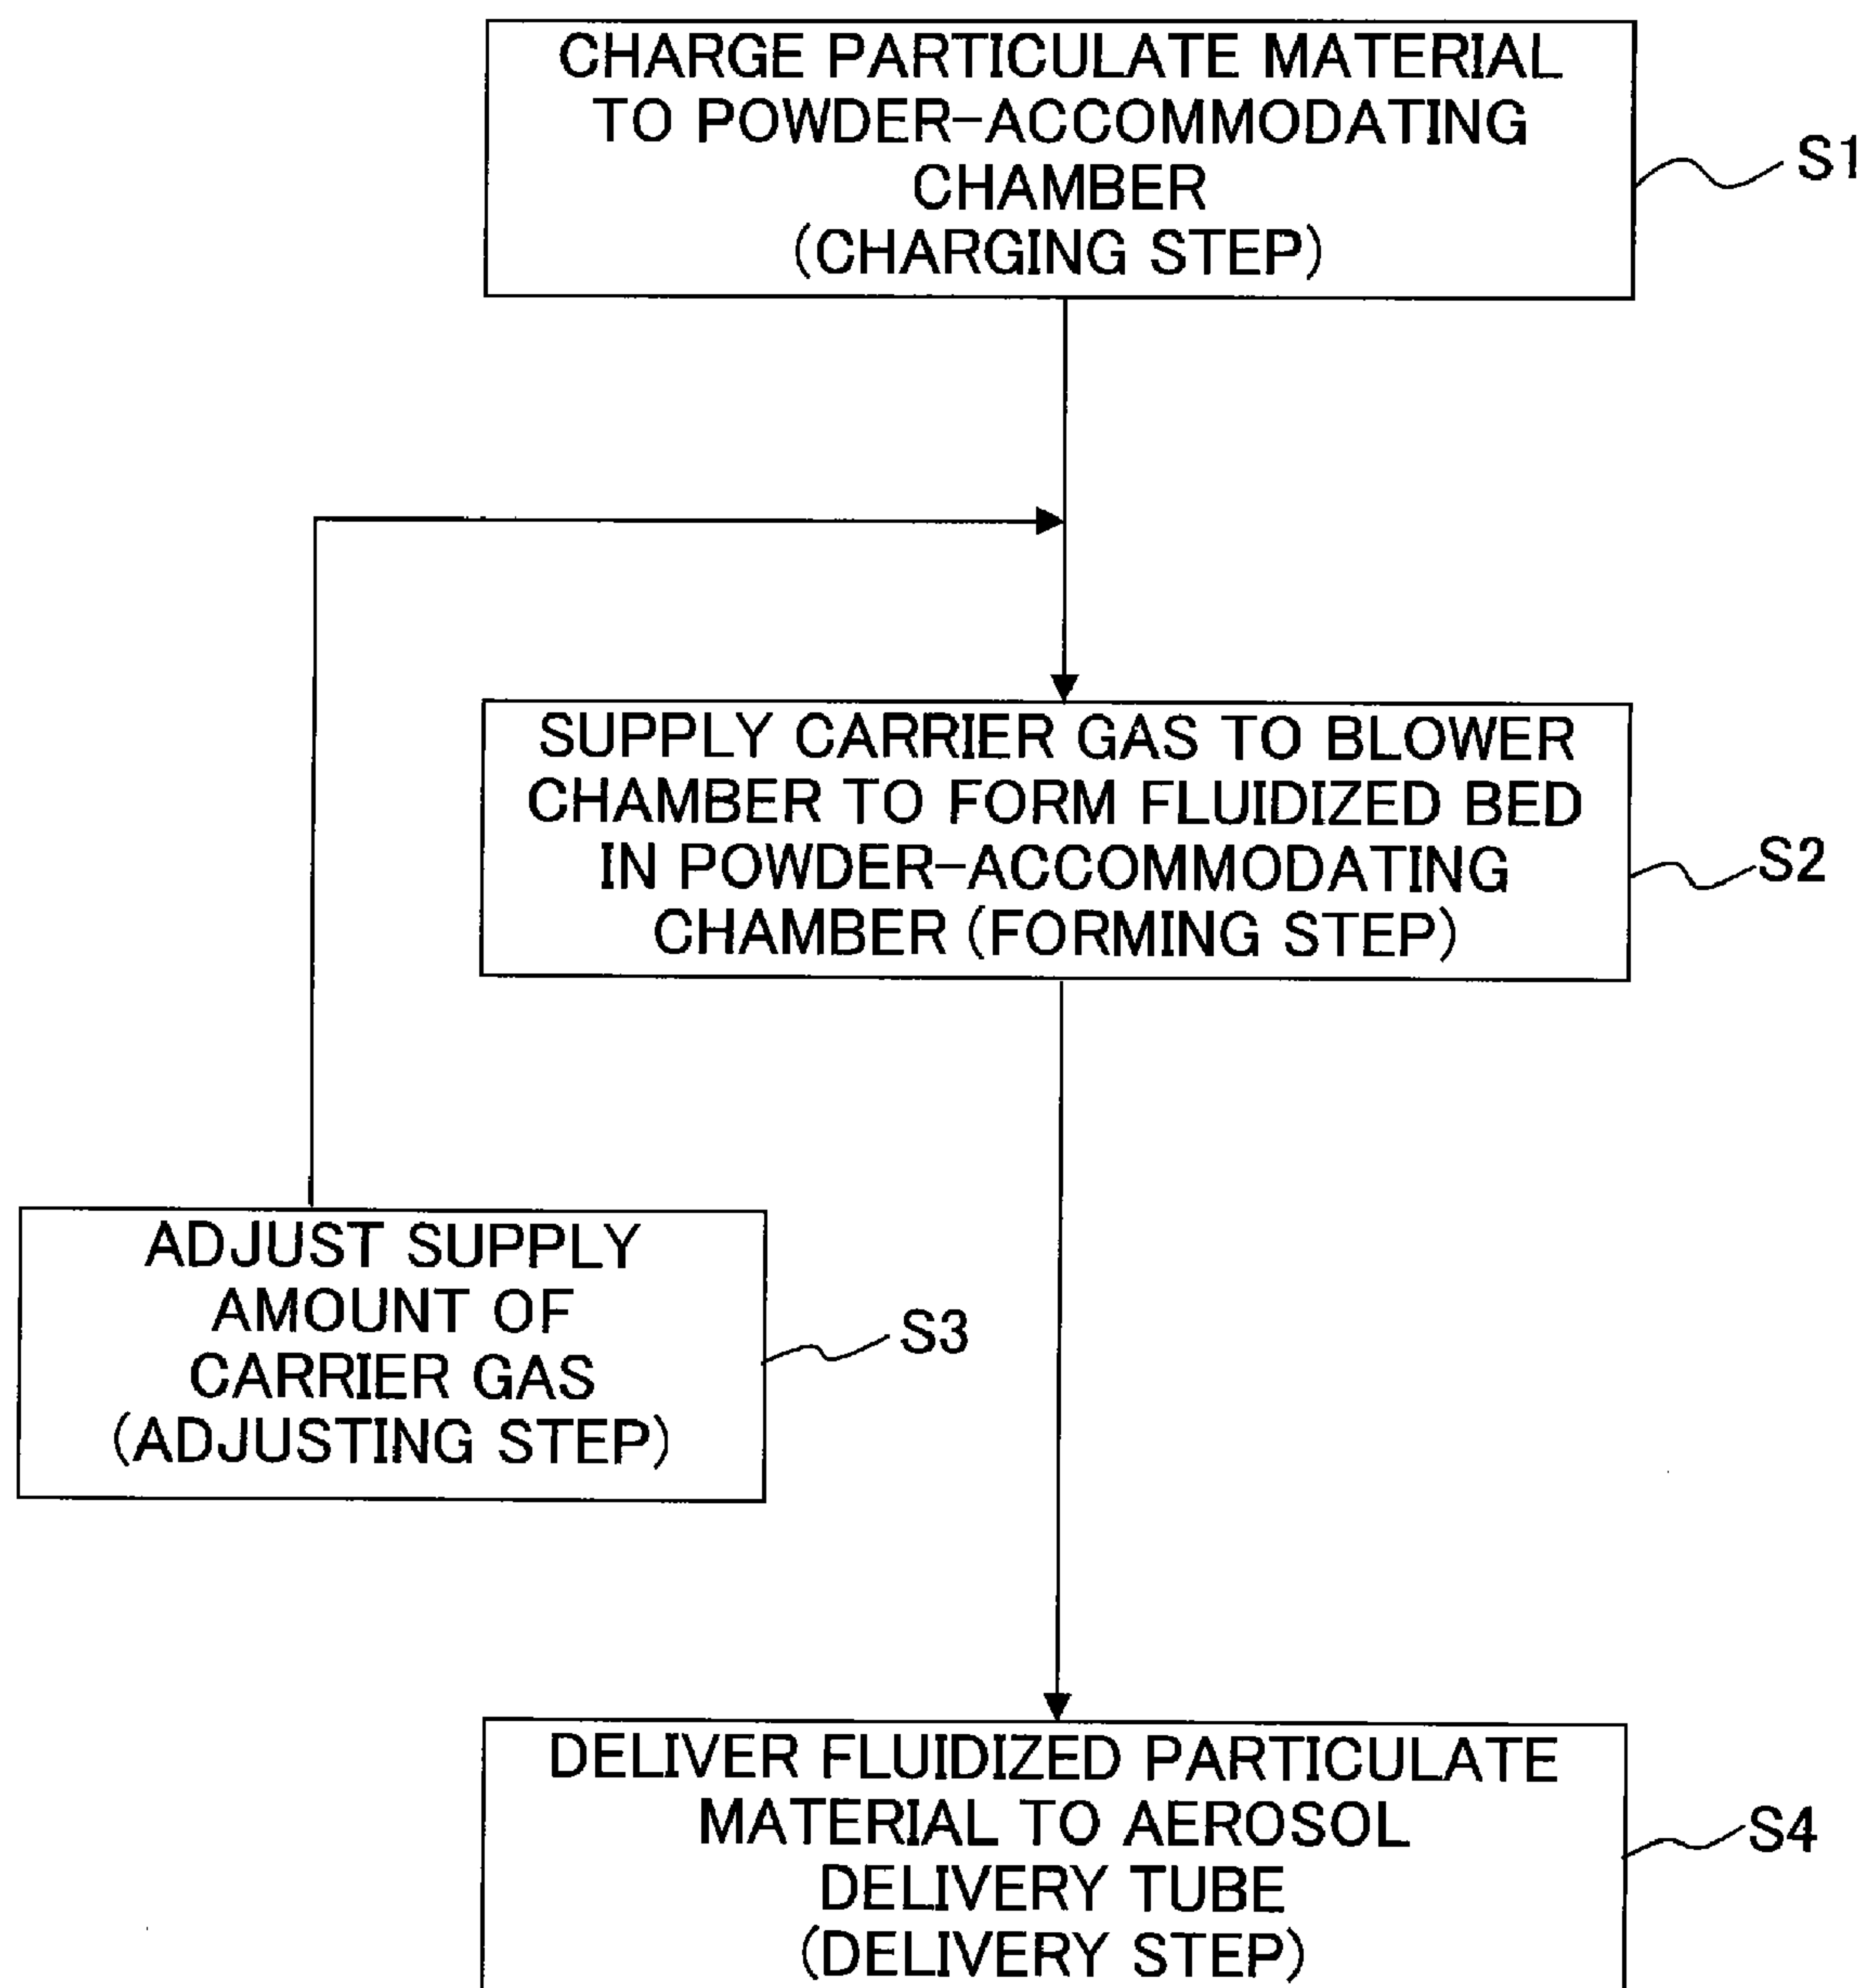 CHARGE PARTICULATE MATERIAL
TO POWDER-ACCOMMODATING
CHAMBER
(CHARGING STEP)
S1
SUPPLY CARRIER GAS TO BLOWER
CHAMBER TO FORM FLUIDIZED BED
IN POWDER-ACCOMMODATING
CHAMBER (FORMING STEP)
S2
ADJUST SUPPLY
AMOUNT OF
CARRIER GAS
(ADJUSTING STEP)
S3
DELIVER FLUIDIZED PARTICULATE
MATERIAL TO AEROSOL
DELIVERY TUBE
(DELIVERY STEP)
S4